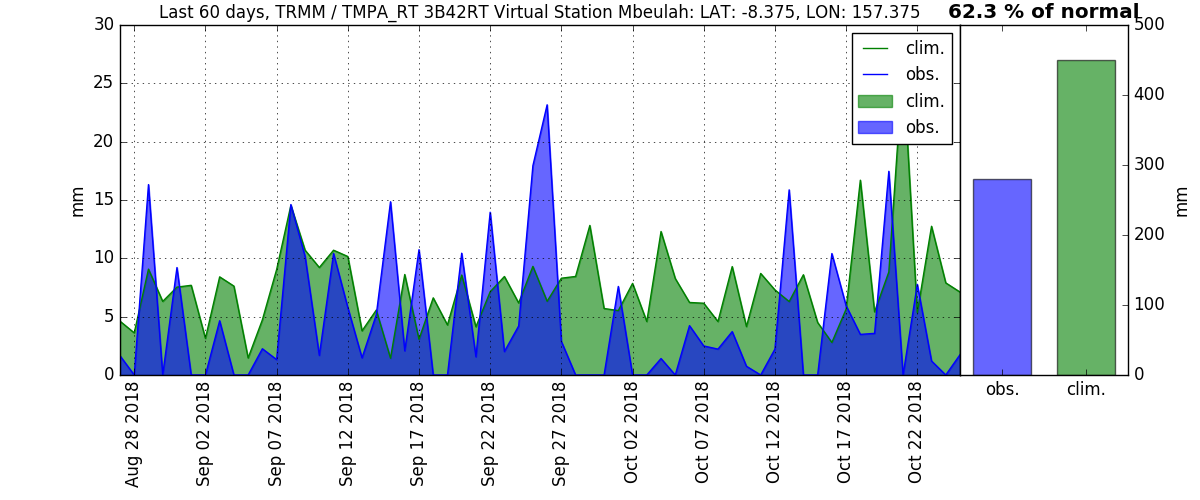 Last 60 days, TRMM / TMPA_RT 3B42RT Virtual Station Mbeulah: LAT: -8.375, LON: 157.375
62.3 % of normal
30
25
20
15
10
5
0
mm
clim.
obs.
clim.
obs.
500
400
300
200
100
0
mm
obs.
clim.
Aug 28 2018
Sep 02 2018
Sep 07 2018
Sep 12 2018
Sep 17 2018
Sep 22 2018
Sep 27 2018
Oct 02 2018
Oct 07 2018
Oct 12 2018
Oct 17 2018
Oct 22 2018